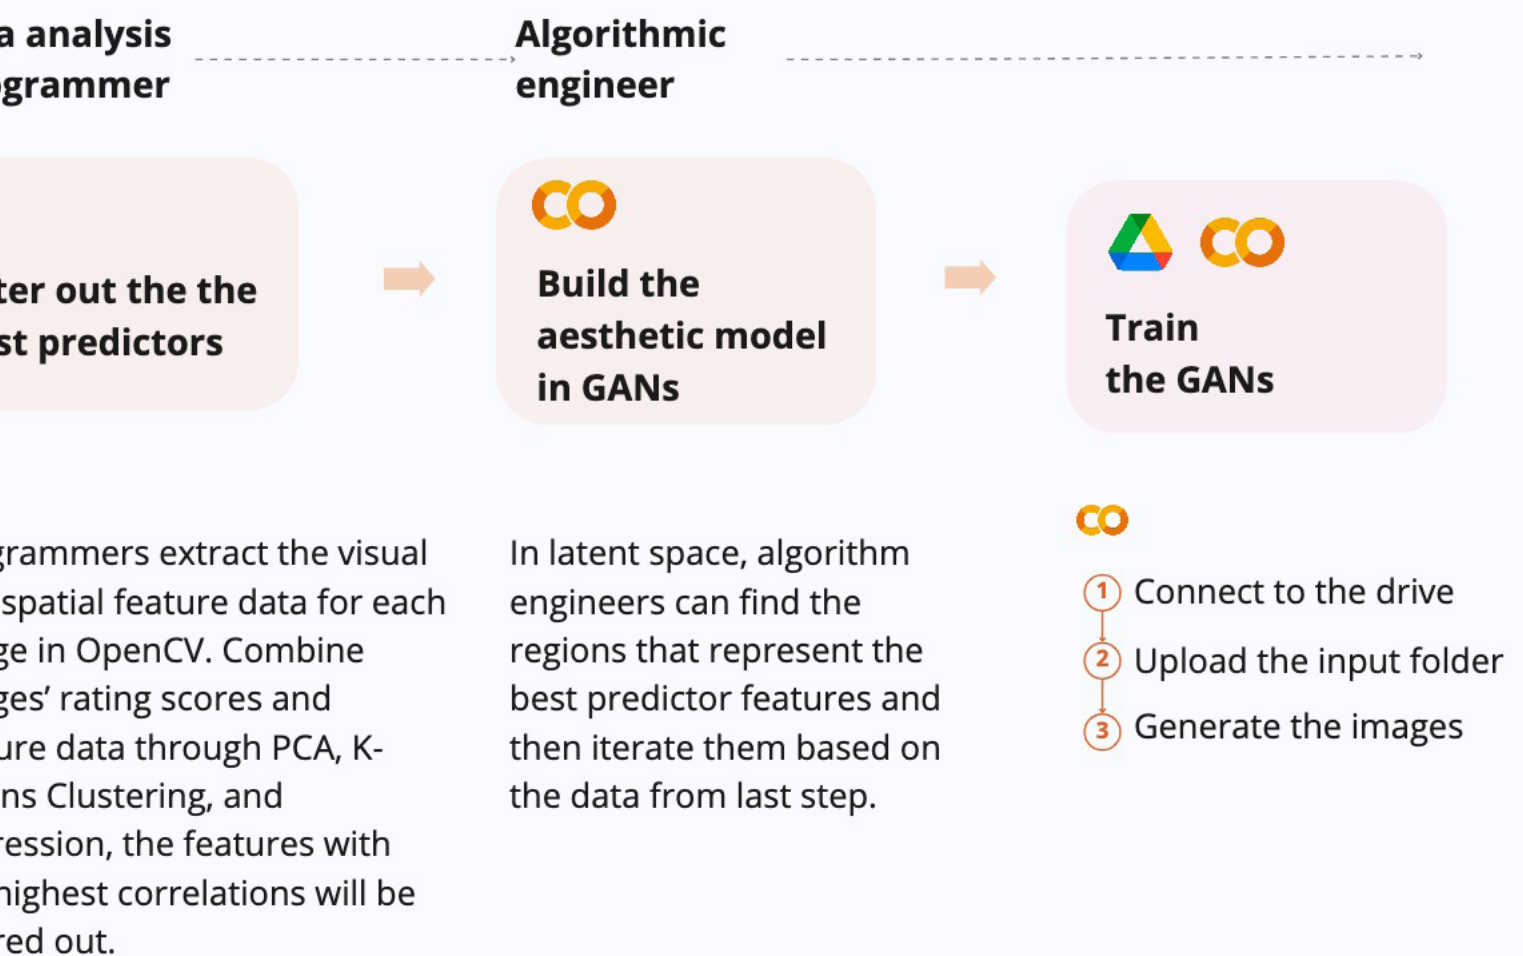 a analysis
ogrammer
Algorithmic
engineer
ter out the the
st predictors
Build the
aesthetic model
in GANs
Train
the GANs
grammers extract the visual
spatial feature data for each
ge in OpenCV. Combine
ges’ rating scores and
ure data through PCA, K-
ns Clustering, and
ression, the features with
highest correlations will be
red out.
In latent space, algorithm
engineers can find the
regions that represent the
best predictor features and
then iterate them based on
the data from last step.
1 Connect to the drive
2 Upload the input folder
3 Generate the images